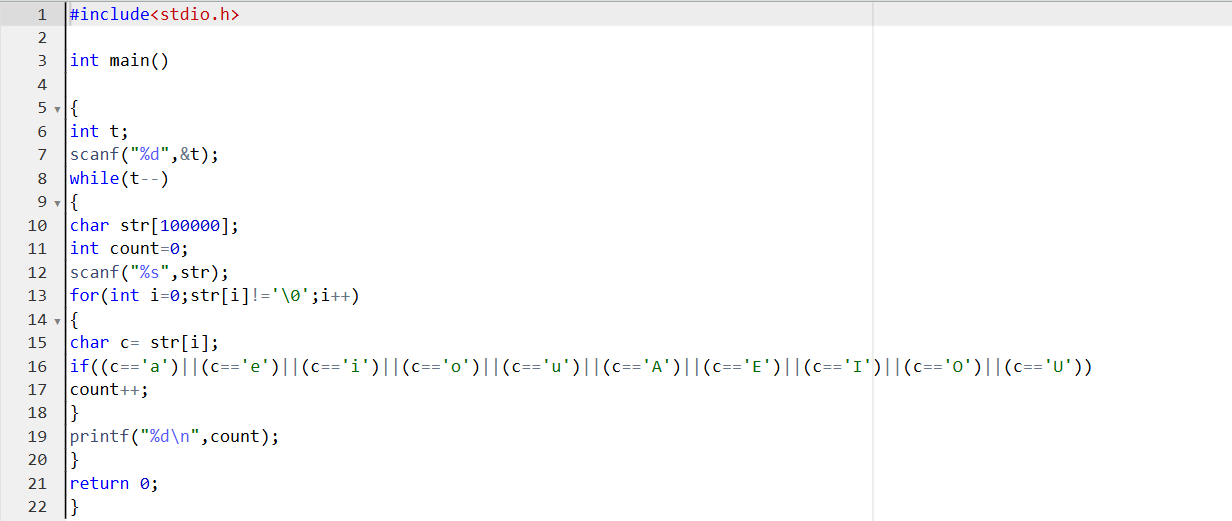 1 #include<stdio.h>
2
3 int main()
4
5 {
6 int t;
7 scanf("%d",&t);
8 while(t--)
9 {
10 char str[100000];
11 int count=0;
12 scanf("%s",str);
13 for(int i=0;str[i]!='\0';i++)
14 {
15 char c= str[i];
16 if((c=='a')||(c=='e')||(c=='i')||(c=='o')||(c=='u')||(c=='A')||(c=='E')||(c=='I')||(c=='O')||(c=='U'))
17 count++;
18 }
19 printf("%d\n",count);
20 }
21 return 0;
22 }